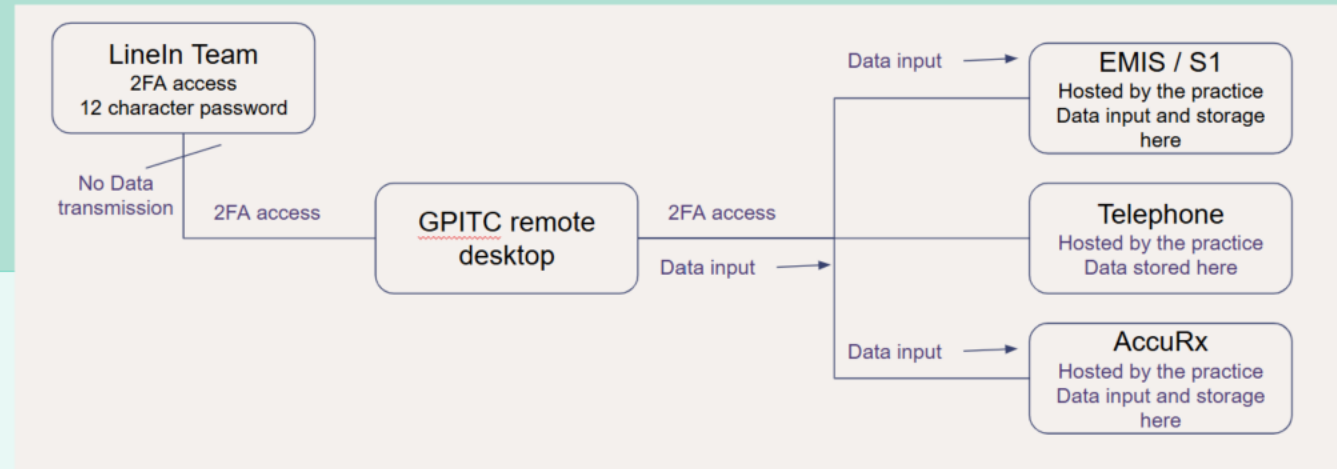 LineIn Team
2FA access
12 character password
No Data
transmission
2FA access
GPITC remote
desktop
2FA access
Data input
Data input
EMIS / S1
Hosted by the practice
Data input and storage
here
Telephone
Hosted by the practice
Data stored here
Data input
AccuRx
Hosted by the practice
Data input and storage
here